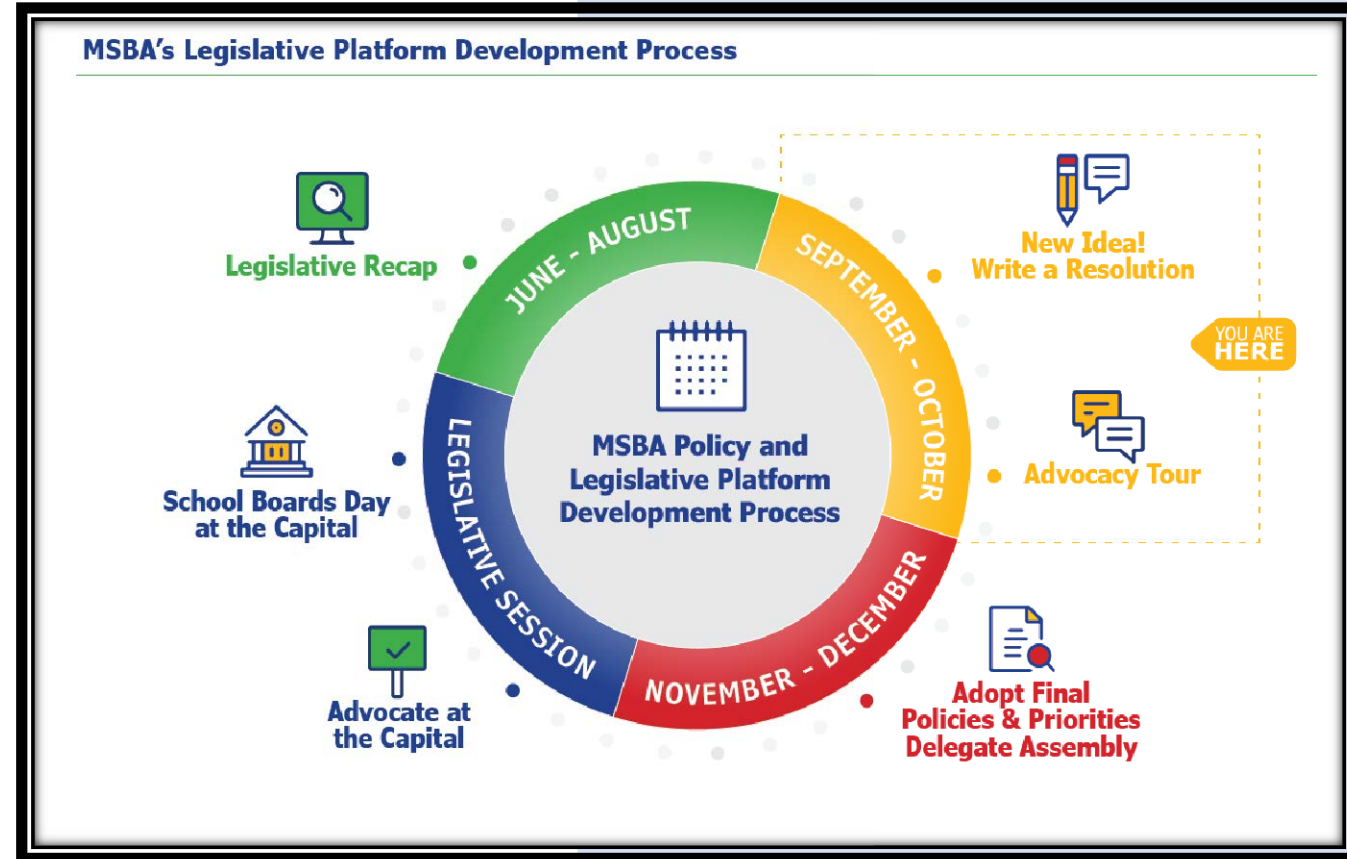 MSBA's Legislative Platform Development Process
JUNE - AUGUST
SEPTEMBER - OCTOBER
NOVEMBER - DECEMBER
LEGISLATIVE SESSION
MSBA Policy and
Legislative Platform
Development Process
New Idea!
Write a Resolution
YOU ARE
HERE
Advocacy Tour
Adopt Final
Policies & Priorities
Delegate Assembly
Advocate at
the Capital
School Boards Day
at the Capital
Legislative Recap